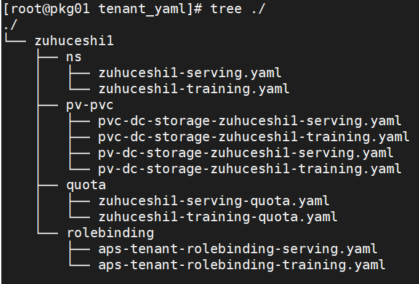 [root@pkg01 tenant_yaml]# tree ./
./
└── zuhuceshi1
    ├── ns
    │   ├── zuhuceshi1-serving.yaml
    │   └── zuhuceshi1-training.yaml
    ├── pv-pvc
    │   ├── pvc-dc-storage-zuhuceshi1-serving.yaml
    │   ├── pvc-dc-storage-zuhuceshi1-training.yaml
    │   ├── pv-dc-storage-zuhuceshi1-serving.yaml
    │   └── pv-dc-storage-zuhuceshi1-training.yaml
    ├── quota
    │   ├── zuhuceshi1-serving-quota.yaml
    │   └── zuhuceshi1-training-quota.yaml
    └── rolebinding
        ├── aps-tenant-rolebinding-serving.yaml
        └── aps-tenant-rolebinding-training.yaml